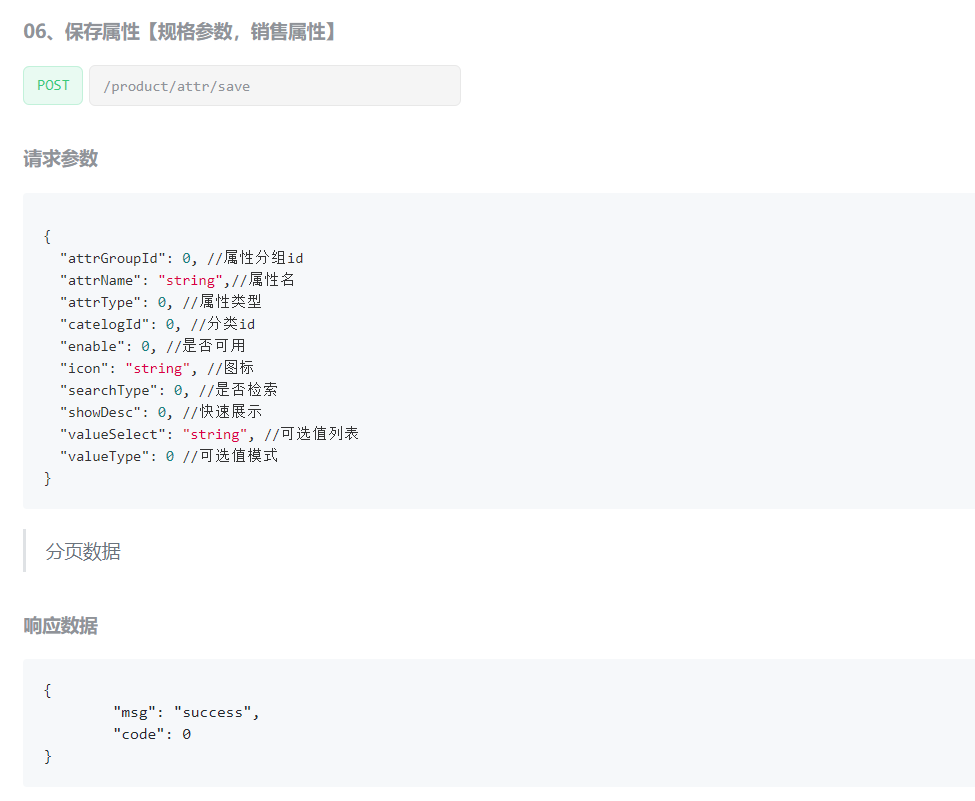 06、保存属性【规格参数，销售属性】
POST /product/attr/save
请求参数
{
"attrGroupId": 0, //属性分组id
"attrName": "string",//属性名
"attrType": 0, //属性类型
"catelogId": 0, //分类id
"enable": 0, //是否可用
"icon": "string", //图标
"searchType": 0, //是否检索
"showDesc": 0, //快速展示
"valueSelect": "string", //可选值列表
"valueType": 0 //可选值模式
}
分页数据
响应数据
{
"msg": "success",
"code": 0
}